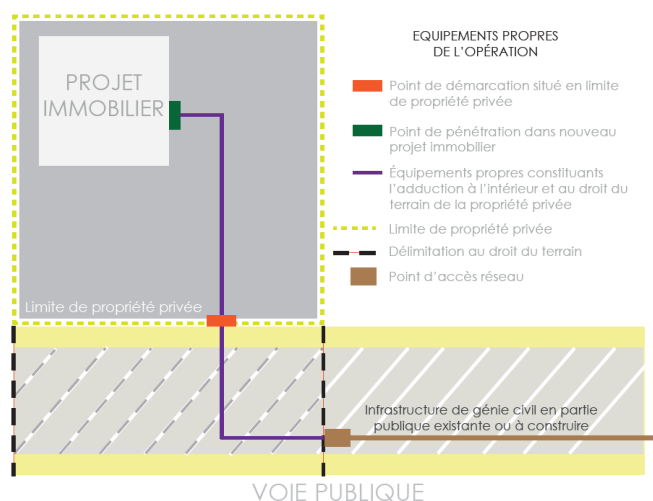 EQUIPEMENTS PROPRES
DE L'OPÉRATION
PROJET
IMMOBILIER
Point de démarcation situé en limite
de propriété privée
Point de pénétration dans nouveau
projet immobilier
Équipements propres constituants
l'adduction à l'intérieur et au droit du
terrain de la propriété privée
Limite de propriété privée
Délimitation au droit du terrain
Point d'accès réseau
Limite de propriété privée
Infrastructure de génie civil en partie
publique existante ou à construire
VOIE PUBLIQUE